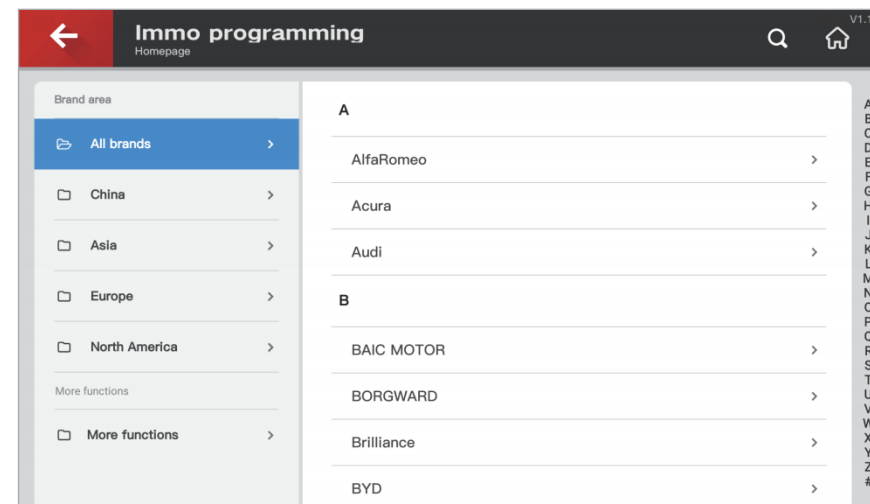 Immo programming
Homepage
V1.1
Brand area
All brands
China
Asia
Europe
North America
More functions
More functions
A
AlfaRomeo
Acura
Audi
B
BAIC MOTOR
BORGWARD
Brilliance
BYD
A
B
C
D
E
F
G
H
I
J
K
L
M
N
O
P
Q
R
S
T
U
V
W
X
Y
Z
#